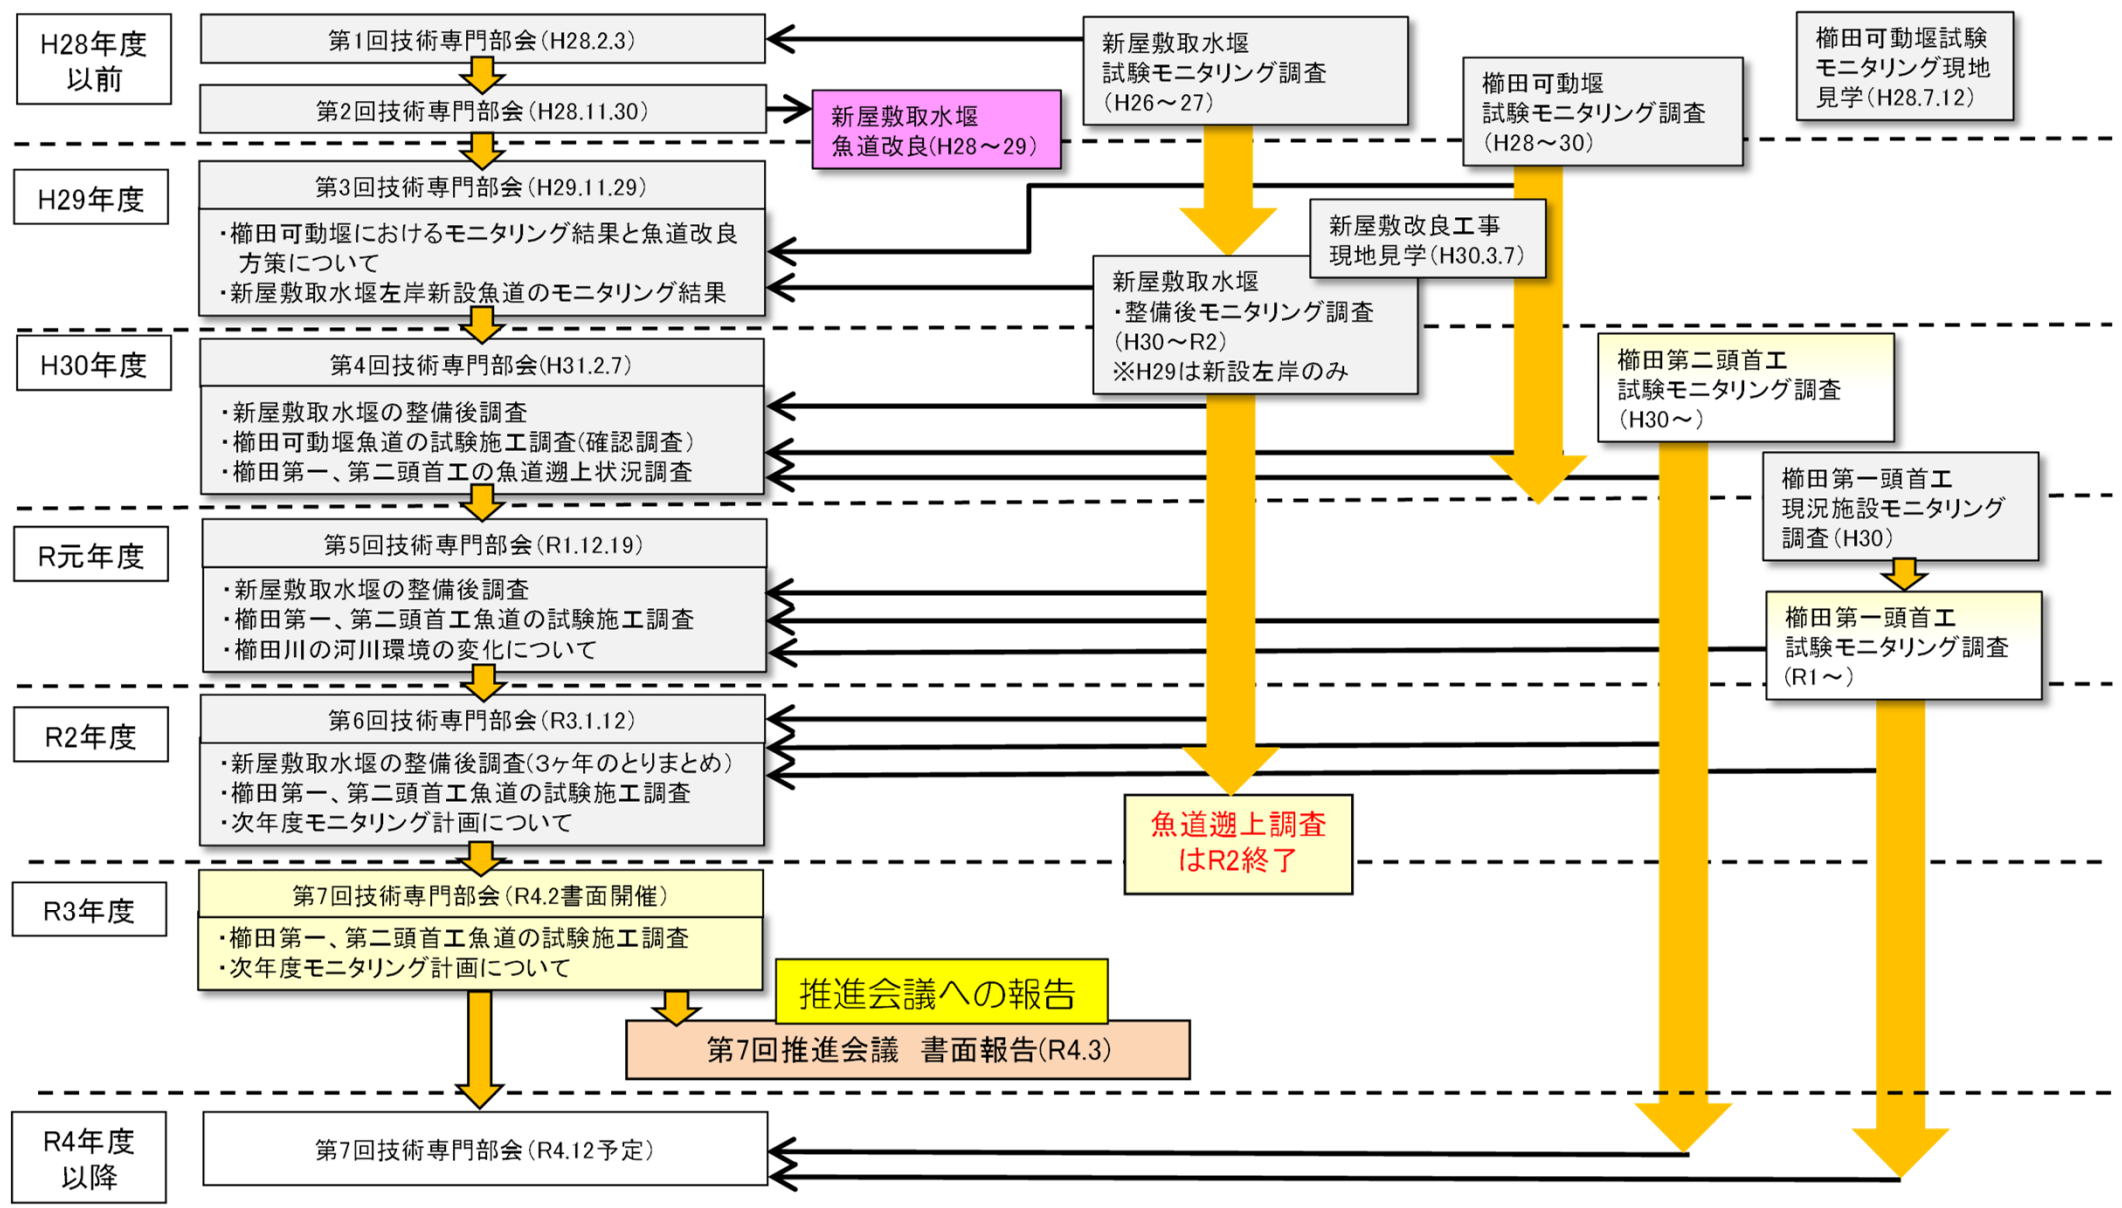 H28年度
以前
第1回技術専門部会(H28.2.3)
第2回技術専門部会(H28.11.30)
新屋敷取水堰
魚道改良(H28～29)
新屋敷取水堰
試験モニタリング調査
(H26～27)
櫛田可動堰
試験モニタリング調査
(H28～30)
櫛田可動堰試験
モニタリング現地
見学(H28.7.12)
H29年度
第3回技術専門部会(H29.11.29)
・櫛田可動堰におけるモニタリング結果と魚道改良
方策について
・新屋敷取水堰左岸新設魚道のモニタリング結果
新屋敷改良工事
現地見学(H30.3.7)
新屋敷取水堰
・整備後モニタリング調査
(H30～R2)
※H29は新設左岸のみ
H30年度
第4回技術専門部会(H31.2.7)
・新屋敷取水堰の整備後調査
・櫛田可動堰魚道の試験施工調査(確認調査)
・櫛田第一、第二頭首工の魚道遡上状況調査
櫛田第二頭首工
試験モニタリング調査
(H30～)
櫛田第一頭首工
現況施設モニタリング
調査(H30)
R元年度
第5回技術専門部会(R1.12.19)
・新屋敷取水堰の整備後調査
・櫛田第一、第二頭首工魚道の試験施工調査
・櫛田川の河川環境の変化について
櫛田第一頭首工
試験モニタリング調査
(R1～)
R2年度
第6回技術専門部会(R3.1.12)
・新屋敷取水堰の整備後調査(3ヶ年のとりまとめ)
・櫛田第一、第二頭首工魚道の試験施工調査
・次年度モニタリング計画について
魚道遡上調査
はR2終了
R3年度
第7回技術専門部会(R4.2書面開催)
・櫛田第一、第二頭首工魚道の試験施工調査
・次年度モニタリング計画について
推進会議への報告
第7回推進会議　書面報告(R4.3)
R4年度
以降
第7回技術専門部会(R4.12予定)